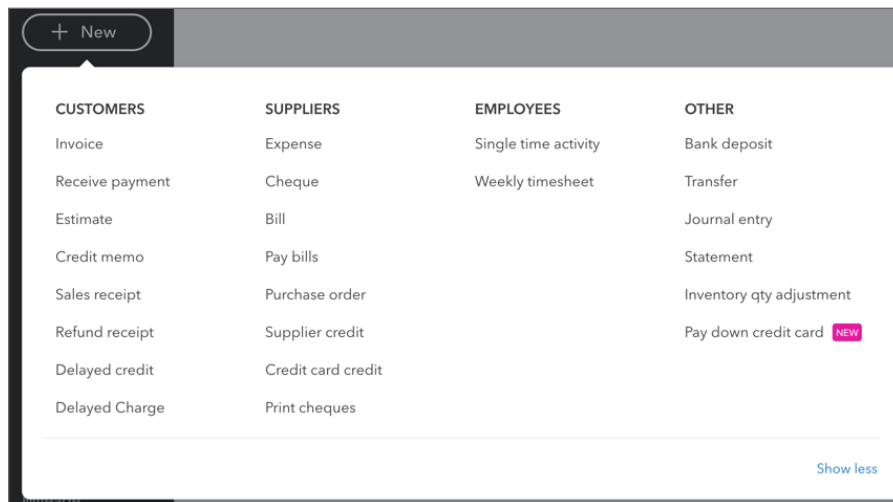 + New
CUSTOMERS
Invoice
Receive payment
Estimate
Credit memo
Sales receipt
Refund receipt
Delayed credit
Delayed Charge
SUPPLIERS
Expense
Cheque
Bill
Pay bills
Purchase order
Supplier credit
Credit card credit
Print cheques
EMPLOYEES
Single time activity
Weekly timesheet
OTHER
Bank deposit
Transfer
Journal entry
Statement
Inventory qty adjustment
Pay down credit card NEW
Show less